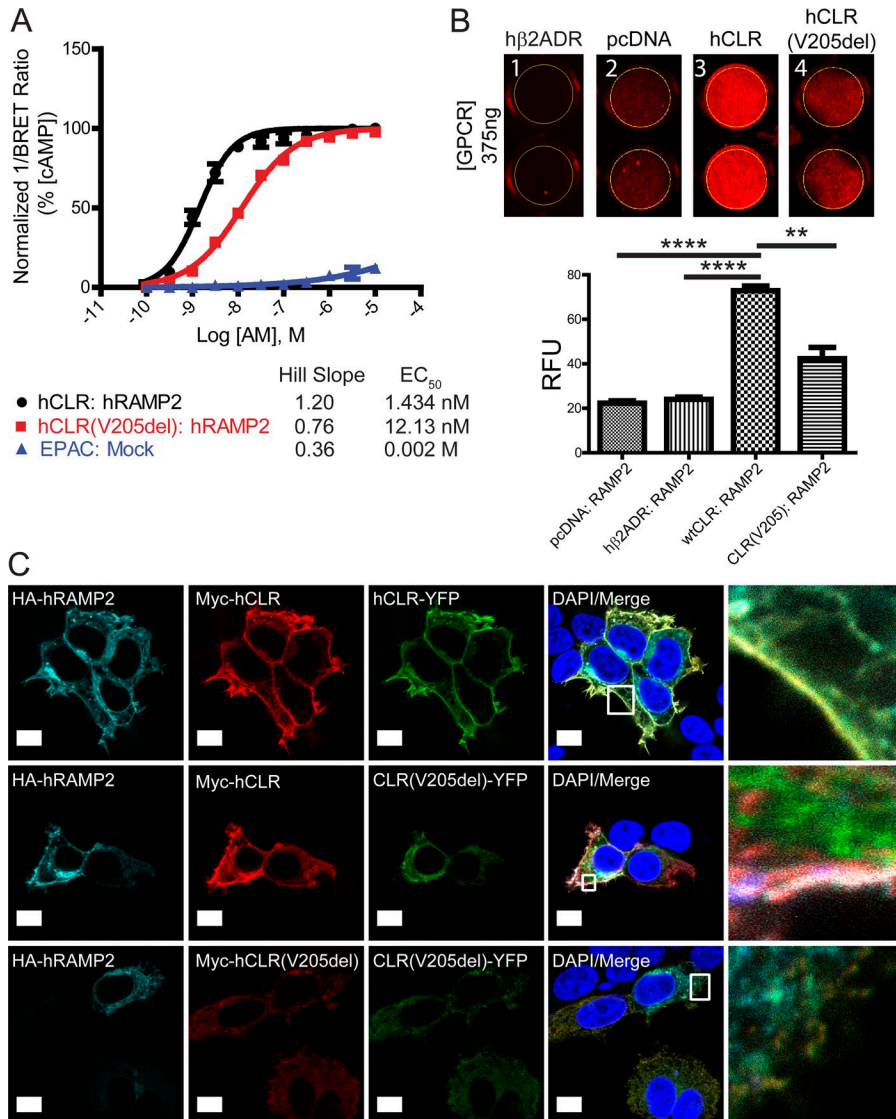 A
Normalized 1/BRET Ratio
(% [cAMP])
150
100
50
0
-11
-10
-9
-8
-7
-6
-5
-4
Log [AM], M
Hill Slope EC50
hCLR: hRAMP2 1.20 1.434 nM
hCLR(V205del): hRAMP2 0.76 12.13 nM
EPAC: Mock 0.36 0.002 M
B
hβ2ADR pcDNA hCLR hCLR
(V205del)
[GPCR]
375ng
1 2 3 4
**** **
****
RFU
80
60
40
20
0
pcDNA: RAMP2
hβ2ADR: RAMP2
wtCLR: RAMP2
CLR(V205): RAMP2
C
HA-hRAMP2 Myc-hCLR hCLR-YFP DAPI/Merge
HA-hRAMP2 Myc-hCLR CLR(V205del)-YFP DAPI/Merge
HA-hRAMP2 Myc-hCLR(V205del) CLR(V205del)-YFP DAPI/Merge